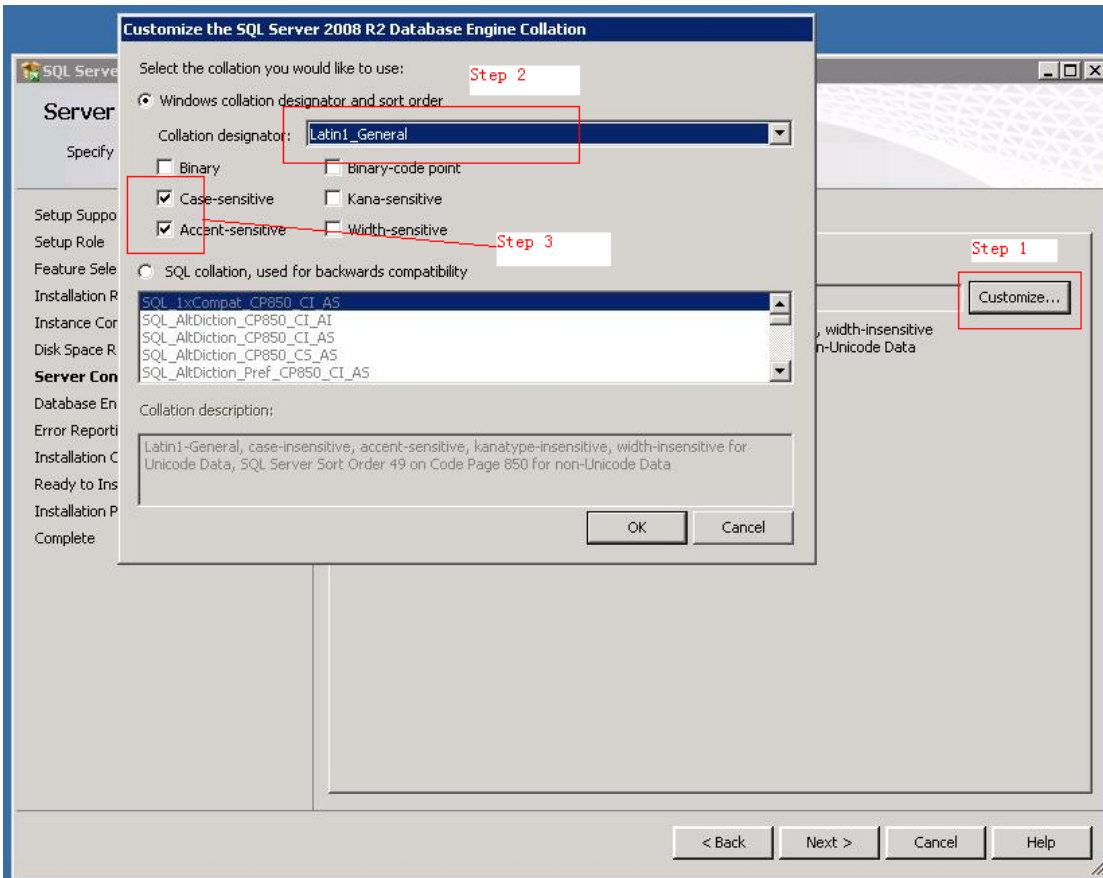 Customize the SQL Server 2008 R2 Database Engine Collation
Select the collation you would like to use:
Step 2
Windows collation designator and sort order
Collation designator: Latin1_General
Binary
Binary-code point
Case-sensitive
Kana-sensitive
Accent-sensitive
Width-sensitive
Step 3
SQL collation, used for backwards compatibility
SQL_1xCompat_CP850_CI_AS
SQL_AltDiction_CP850_CI_AI
SQL_AltDiction_CP850_CI_AS
SQL_AltDiction_CP850_CS_AS
SQL_AltDiction_Pref_CP850_CI_AS
Collation description:
Latin1-General, case-insensitive, accent-sensitive, kanatype-insensitive, width-insensitive for
Unicode Data, SQL Server Sort Order 49 on Code Page 850 for non-Unicode Data
OK
Cancel
SQL Serve
Server
Specify
Setup Suppo
Setup Role
Feature Sele
Installation R
Instance Con
Disk Space R
Server Con
Database En
Error Reporti
Installation C
Ready to Ins
Installation P
Complete
Step 1
Customize...
, width-insensitive
n-Unicode Data
< Back
Next >
Cancel
Help